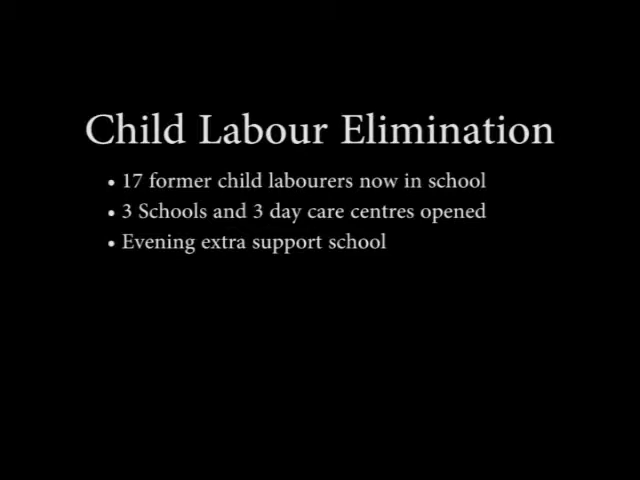 Child Labour Elimination
• 17 former child labourers now in school
• 3 Schools and 3 day care centres opened
• Evening extra support school